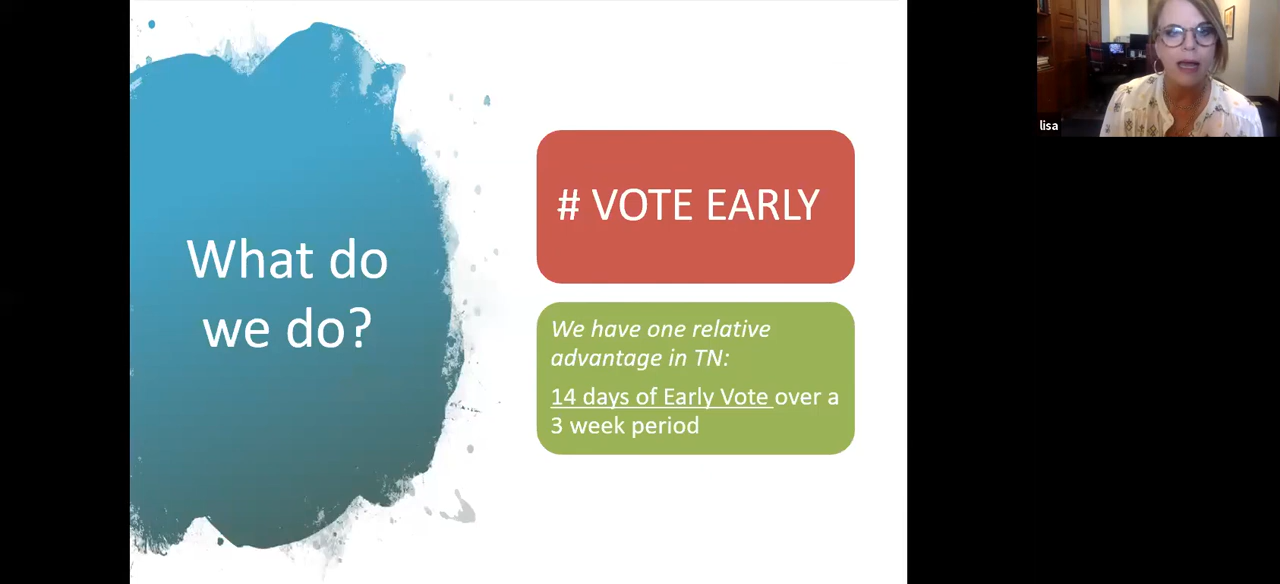 What do
we do?
# VOTE EARLY
We have one relative
advantage in TN:
14 days of Early Vote over a
3 week period
lisa